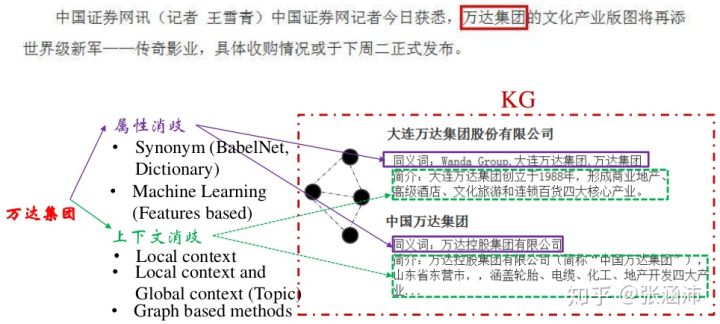 中国证券网讯（记者 王雪青）中国证券网记者今日获悉，万达集团的文化产业版图将再添
世界级新军——传奇影业，具体收购情况或于下周二正式发布。
KG
属性消歧
• Synonym (BabelNet,
Dictionary)
• Machine Learning
(Features based)
万达集团
上下文消歧
• Local context
• Local context and
Global context (Topic)
• Graph based methods
大连万达集团股份有限公司
同义词：Wanda Group,大连万达集团,万达集团
简介：大连万达集团创立于1988年，形成商业地产、
高级酒店、文化旅游和连锁百货四大核心产业。
中国万达集团
同义词：万达控股集团有限公司
简介：万达控股集团有限公司（简称“中国万达集团”），
山东省东营市，，涵盖轮胎、电缆、化工、地产开发四大产
业...
知乎 @张涵沛